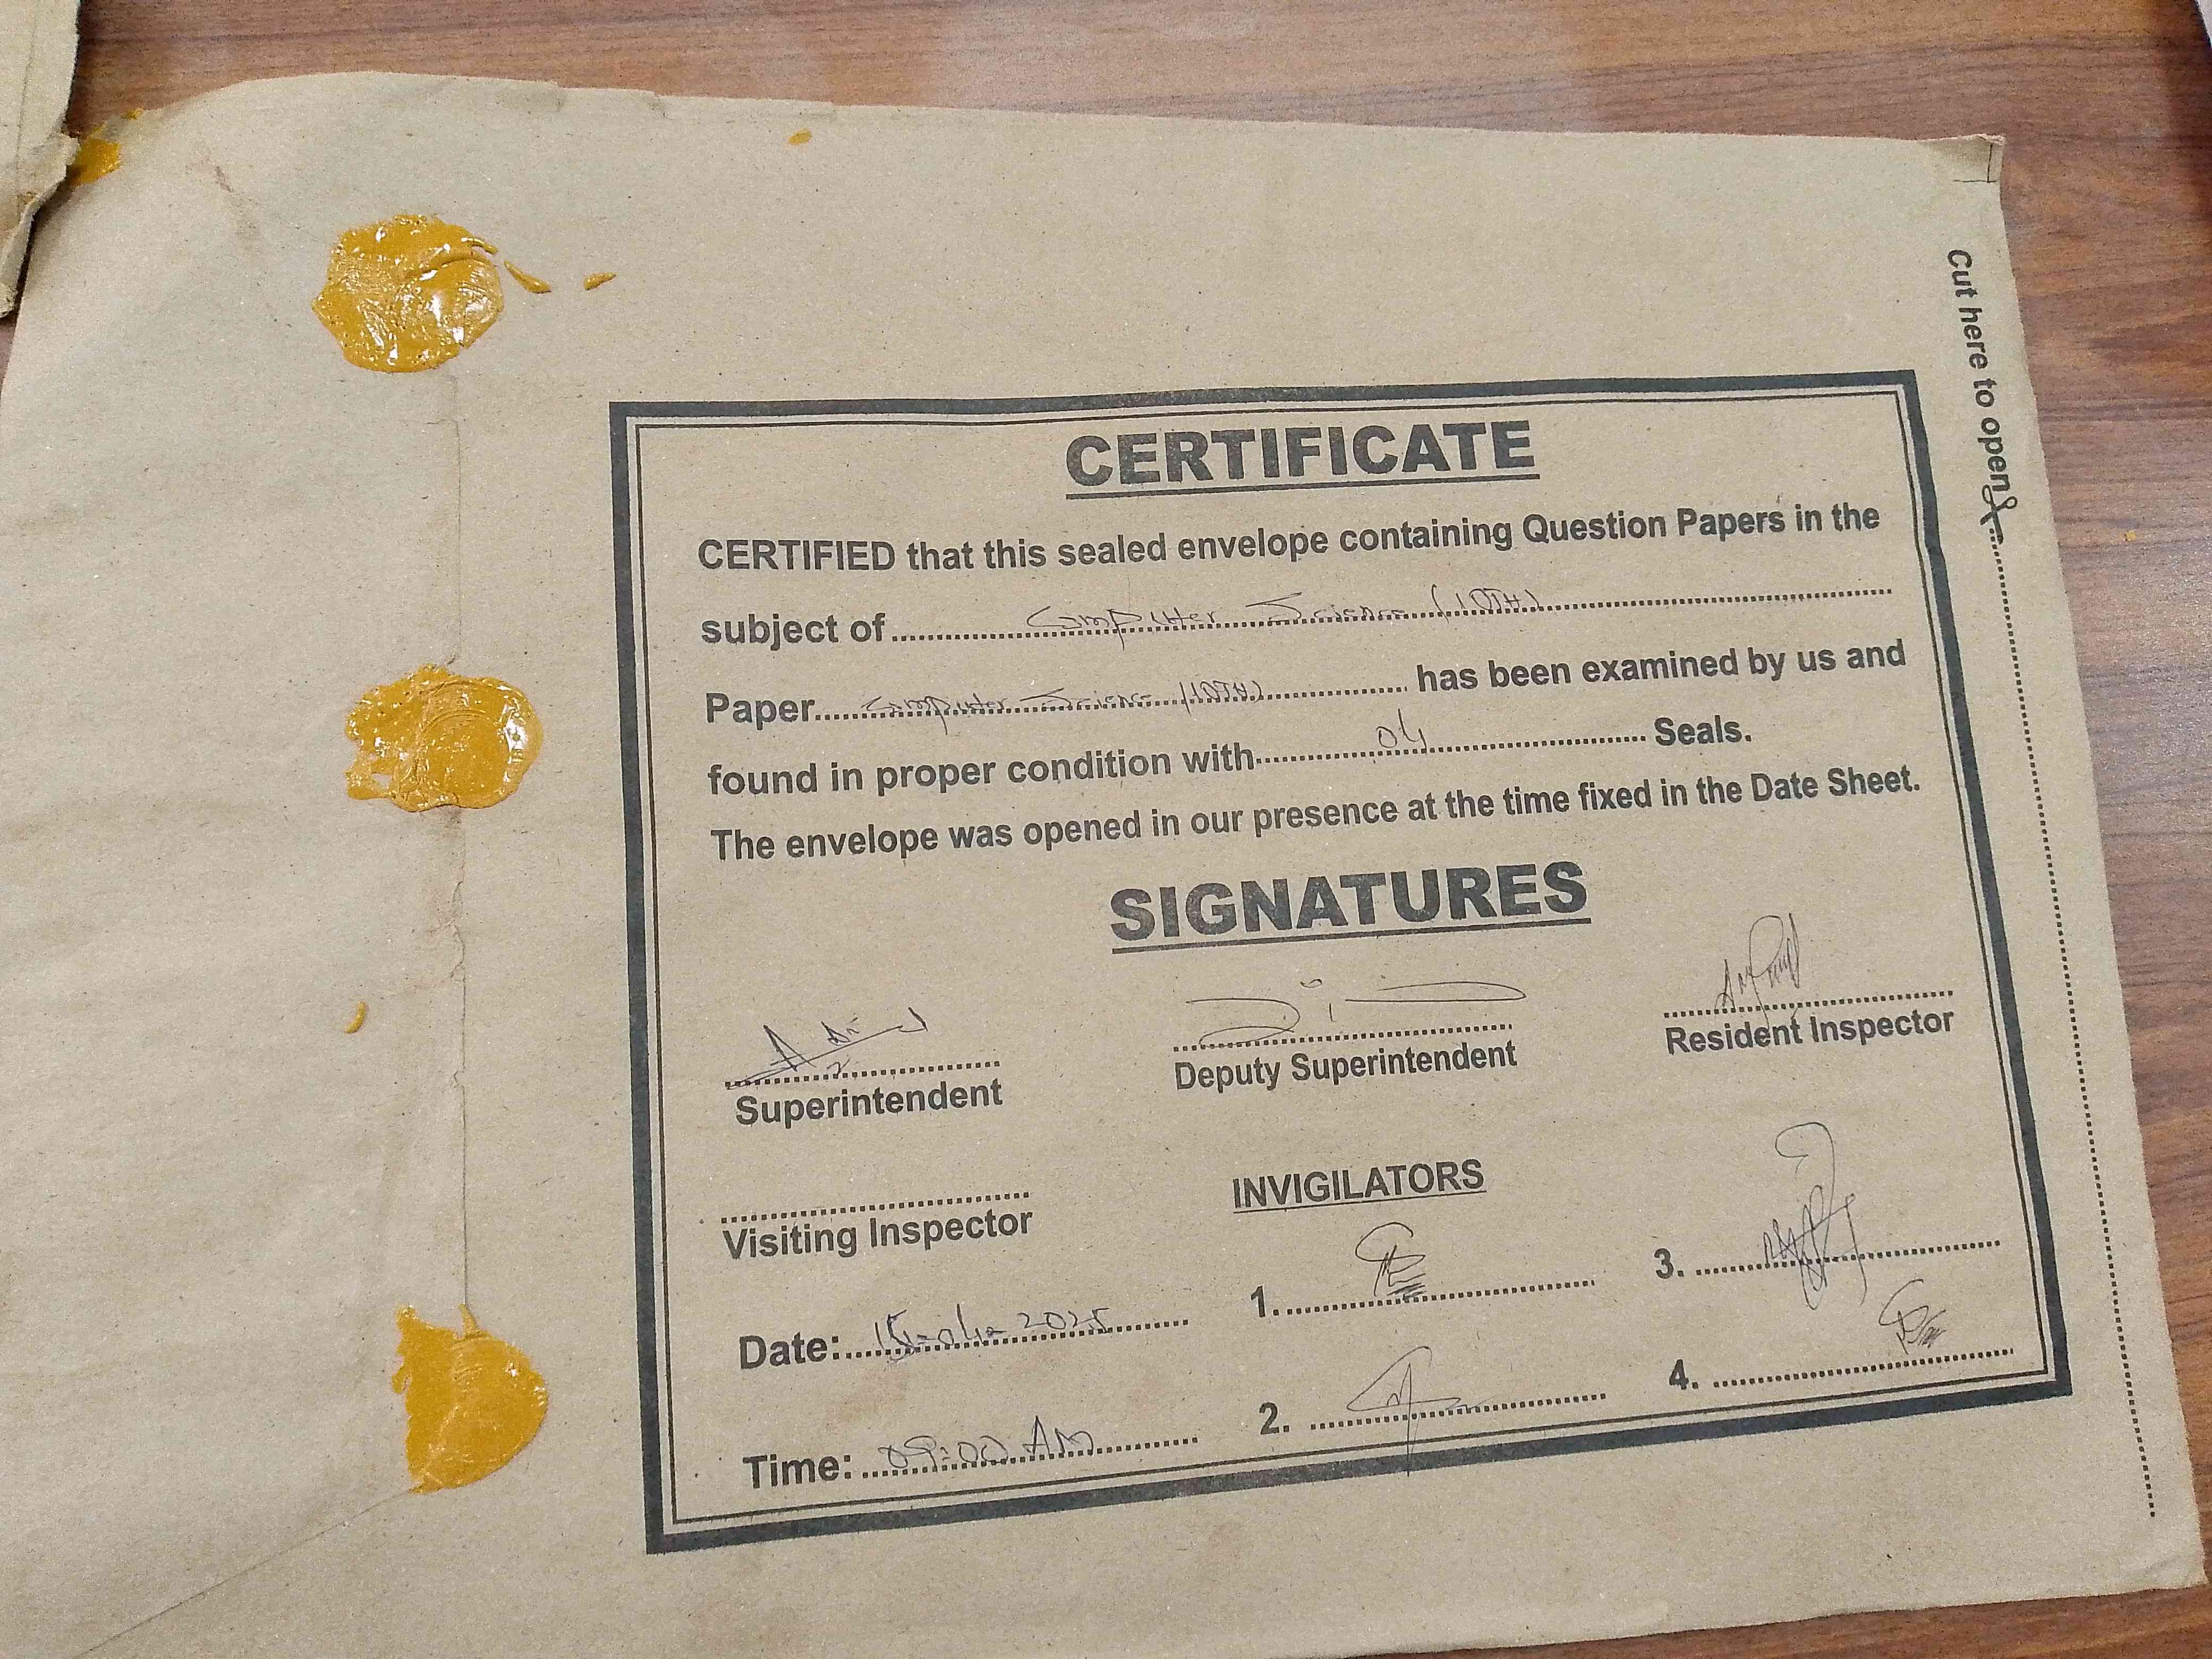 Cut here to open
CERTIFICATE
CERTIFIED that this sealed envelope containing Question Papers in the
subject of Computer Science (10TH)
Paper Computer Science (10TH) has been examined by us and
found in proper condition with 04 Seals.
The envelope was opened in our presence at the time fixed in the Date Sheet.
SIGNATURES
Superintendent
Deputy Superintendent
Resident Inspector
Visiting Inspector
INVIGILATORS
1.
3.
Date: 15-04-2025
2.
4.
Time: 09:00 AM